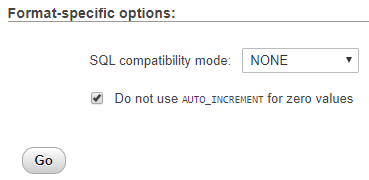 Format-specific options:
SQL compatibility mode: NONE
Do not use AUTO_INCREMENT for zero values
Go